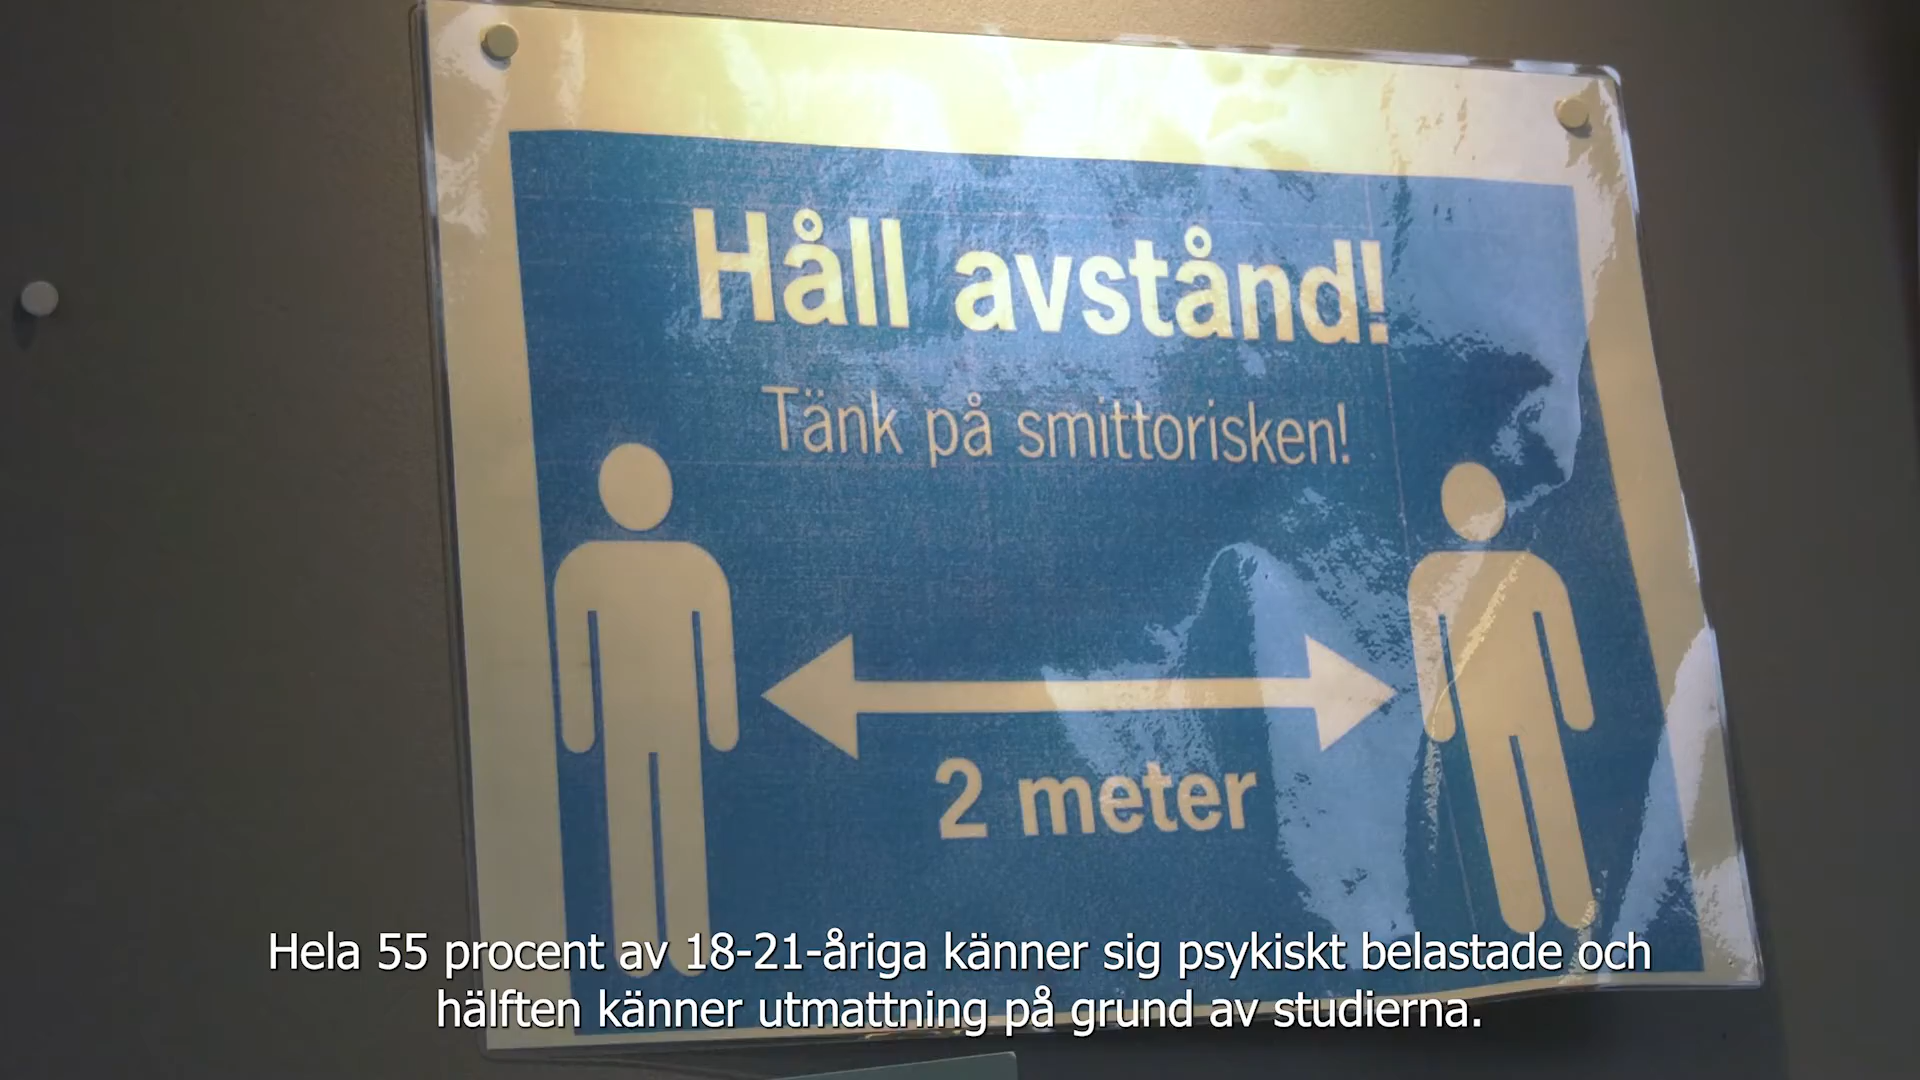 Håll avstånd!
Tänk på smittorisken!
2 meter
Hela 55 procent av 18-21-åriga känner sig psykiskt belastade och
hälften känner utmattning på grund av studierna.